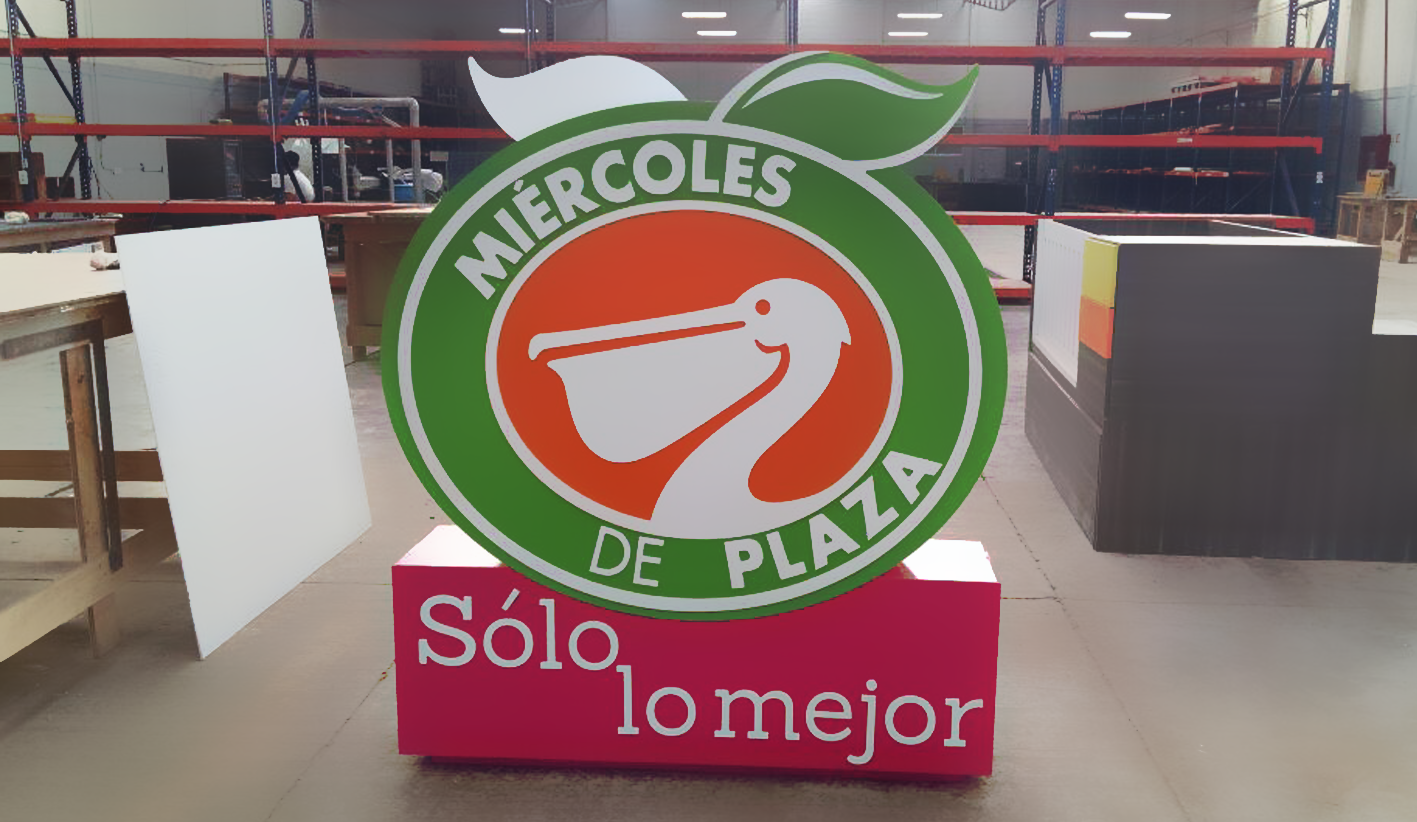 MIÉRCOLES
DE PLAZA
Sólo
lo mejor